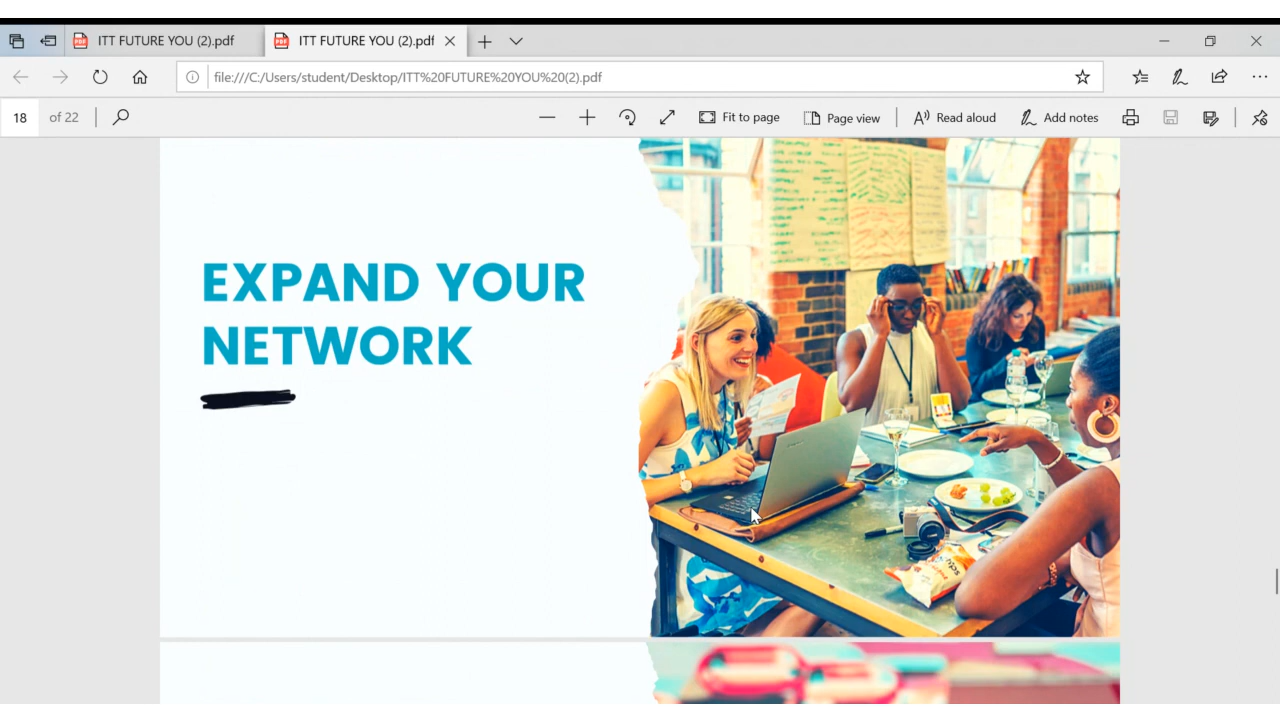 ITT FUTURE YOU (2).pdf
ITT FUTURE YOU (2).pdf
file:///C:/Users/student/Desktop/ITT%20FUTURE%20YOU%20(2).pdf
18 of 22
Fit to page
Page view
Read aloud
Add notes
EXPAND YOUR
NETWORK